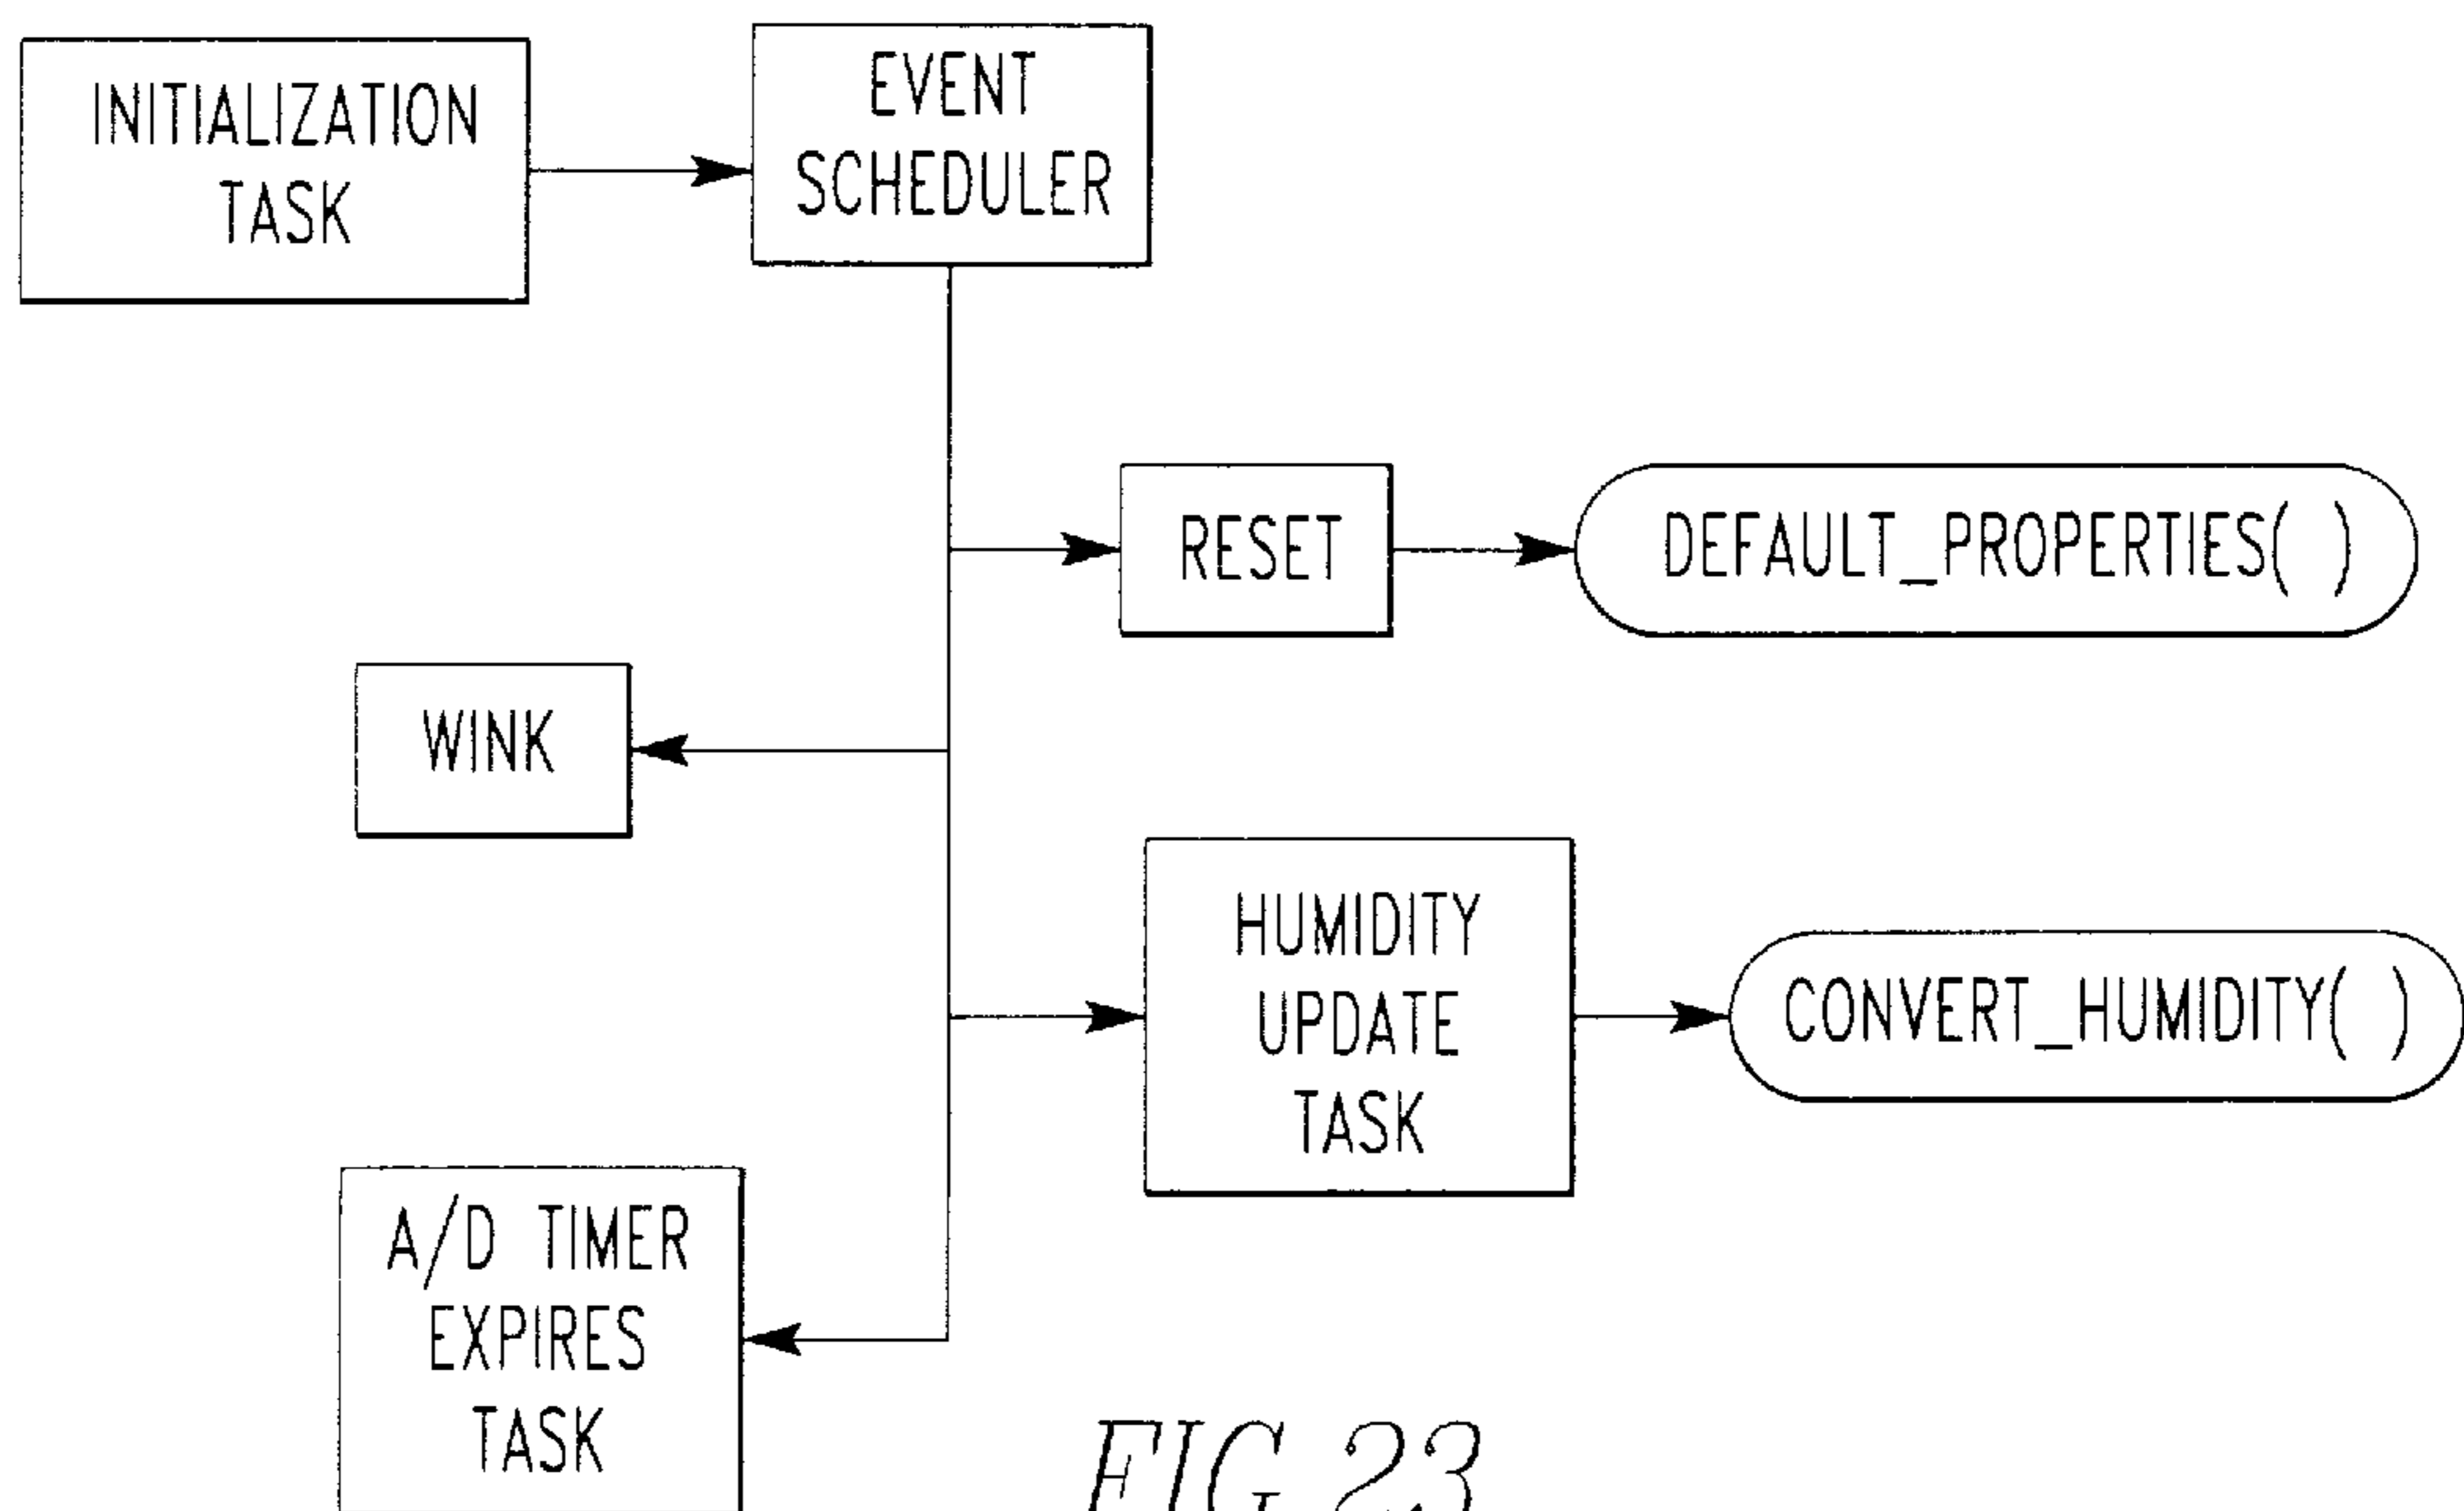 INITIALIZATION
TASK
EVENT
SCHEDULER
RESET
DEFAULT_PROPERTIES( )
WINK
HUMIDITY
UPDATE
TASK
CONVERT_HUMIDITY( )
A/D TIMER
EXPIRES
TASK
FIG. 23